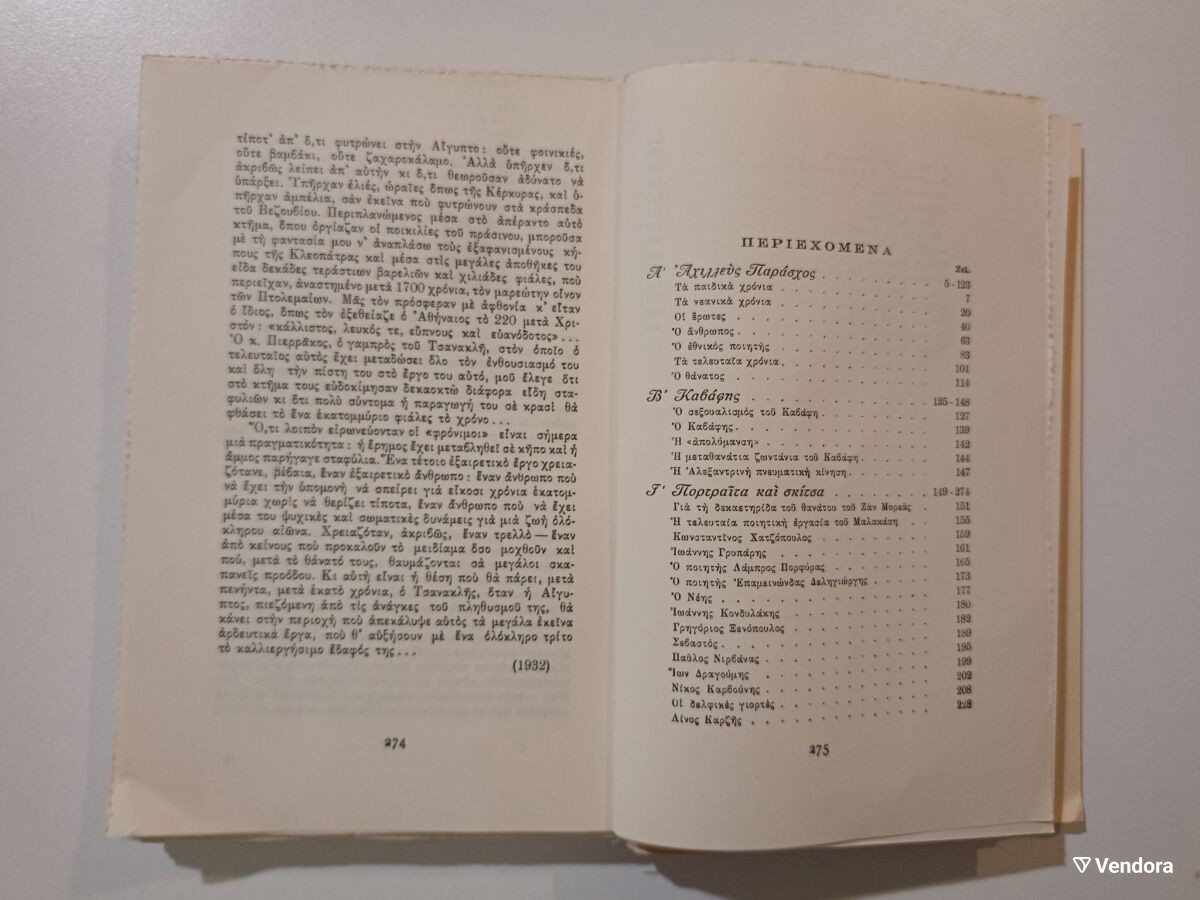 τίποτ' ἀπ' ὅ,τι φυτρώνει στὴν Αἴγυπτο : οὔτε φοινικιές,
οὔτε βαμβάκι, οὔτε ζαχαροκάλαμο. Ἀλλὰ ὑπῆρχεν ὅ,τι
ἀκριβῶς λείπει ἀπ' αὐτὴν κι ὅ,τι θεωροῦσαν ἀδύνατο νὰ
ὑπάρξει. Ὑπῆρχαν ἐλιές, ὡραῖες ὅπως τῆς Κέρκυρας, καὶ ὑ-
πῆρχαν ἀμπέλια, σὰν ἐκεῖνα ποὺ φυτρώνουν στὰ κράσπεδα
τοῦ Βεζουβίου. Περιπλανώμενος μέσα στὸ ἀπέραντο αὐτὸ
κτῆμα, ὅπου ὀργίαζαν οἱ ποικιλίες τοῦ πράσινου, μποροῦσα
μὲ τὴ φαντασία μου ν' ἀναπλάσω τοὺς ἐξαφανισμένους κή-
πους τῆς Κλεοπάτρας καὶ μέσα στὶς μεγάλες ἀποθῆκες του
εἶδα δεκάδες τεράστιων βαρελιῶν καὶ χιλιάδες φιάλες, ποὺ
περιεῖχαν, ἀναστημένο μετὰ 1700 χρόνια, τὸν μαρεώτην οἶνον
τῶν Πτολεμαίων. Μᾶς τὸν πρόσφεραν μὲ ἀφθονία κ' εἶταν
ὁ ἴδιος, ὅπως τὸν ἐξεθείαζε ὁ Ἀθήναιος τὸ 220 μετὰ Χρι-
στόν : «κάλλιστος, λευκός τε, εὔπνους καὶ εὐανόδοτος»...
Ὁ κ. Πιερράκος, ὁ γαμπρὸς τοῦ Τσανακλῆ, στὸν ὁποῖο ὁ
τελευταῖος αὐτὸς ἔχει μεταδώσει ὅλο τὸν ἐνθουσιασμό του
καὶ ὅλη τὴν πίστη του στὸ ἔργο του αὐτό, μοῦ ἔλεγε ὅτι
στὸ κτῆμα τους εὐδοκίμησαν δεκαοκτὼ διάφορα εἴδη στα-
φυλιῶν κι ὅτι πολὺ σύντομα ἡ παραγωγή του σὲ κρασὶ θὰ
φθάσει τὸ ἕνα ἑκατομμύριο φιάλες τὸ χρόνο...
Ὅ,τι λοιπὸν εἰρωνεύονταν οἱ «φρόνιμοι» εἶναι σήμερα
μιὰ πραγματικότητα : ἡ ἔρημος ἔχει μεταβληθεῖ σὲ κῆπο καὶ ἡ
ἄμμος παρήγαγε σταφύλια. Ἕνα τέτοιο ἐξαιρετικὸ ἔργο χρεια-
ζότανε, βέβαια, ἕναν ἐξαιρετικὸ ἄνθρωπο : ἕναν ἄνθρωπο ποὺ
νὰ ἔχει τὴν ὑπομονὴ νὰ σπείρει γιὰ εἴκοσι χρόνια ἑκατομ-
μύρια χωρὶς νὰ θερίζει τίποτα, ἕναν ἄνθρωπο ποὺ νὰ ἔχει
μέσα του ψυχικὲς καὶ σωματικὲς δυνάμεις γιὰ μιὰ ζωὴ ὁλό-
κληρου αἰῶνα. Χρειαζόταν, ἀκριβῶς, ἕναν τρελλὸ — ἕναν
ἀπὸ κείνους ποὺ προκαλοῦν τὸ μειδίαμα ὅσο μοχθοῦν καὶ
πού, μετὰ τὸ θάνατό τους, θαυμάζονται σὰ μεγάλοι σκα-
πανεῖς προόδου. Κι αὐτὴ εἶναι ἡ θέση ποὺ θὰ πάρει, μετὰ
πενήντα, μετὰ ἑκατὸ χρόνια, ὁ Τσανακλῆς, ὅταν ἡ Αἴγυ-
πτος, πιεζόμενη ἀπὸ τὶς ἀνάγκες τοῦ πληθυσμοῦ της, θὰ
κάνει στὴν περιοχὴ ποὺ ἀπεκάλυψε αὐτὸς τὰ μεγάλα ἐκεῖνα
ἀρδευτικὰ ἔργα, ποὺ θ' αὐξήσουν μὲ ἕνα ὁλόκληρο τρίτο
τὸ καλλιεργήσιμο ἔδαφός της...
(1932)
274
ΠΕΡΙΕΧΟΜΕΝΑ
Σελ.
Α' Ἀχιλλεὺς Παράσχος . . . . . . . . 5-123
Τὰ παιδικὰ χρόνια . . . . . . . . 7
Τὰ νεανικὰ χρόνια . . . . . . . . 20
Οἱ ἔρωτες . . . . . . . . 40
Ὁ ἄνθρωπος . . . . . . . . 63
Ὁ ἐθνικὸς ποιητής . . . . . . . . 83
Τὰ τελευταῖα χρόνια . . . . . . . . 101
Ὁ θάνατος . . . . . . . . 114
Β' Καβάφης . . . . . . . . 125-148
Ὁ σεξουαλισμὸς τοῦ Καβάφη . . . . . . . . 127
Ὁ Καβάφης . . . . . . . . 139
Ἡ «ἀπολύμανση» . . . . . . . . 142
Ἡ μεταθανάτια ζωντάνια τοῦ Καβάφη . . . . . . . . 144
Ἡ Ἀλεξαντρινὴ πνευματικὴ κίνηση . . . . . . . . 147
Γ' Πορτραῖτα καὶ σκίτσα . . . . . . . . 149-274
Γιὰ τὴ δεκαετηρίδα τοῦ θανάτου τοῦ Ζὰν Μορεὰς . 151
Ἡ τελευταία ποιητικὴ ἐργασία τοῦ Μαλακάση . . . 155
Κωνσταντῖνος Χατζόπουλος . . . . . . . . 159
Ἰωάννης Γρυπάρης . . . . . . . . 161
Ὁ ποιητὴς Λάμπρος Πορφύρας . . . . . . . . 165
Ὁ ποιητὴς Ἐπαμεινώνδας Δεληγιώργης . . . . 173
Ὁ Νέης . . . . . . . . 177
Ἰωάννης Κονδυλάκης . . . . . . . . 180
Γρηγόριος Ξενόπουλος . . . . . . . . 182
Σεβαστὸς . . . . . . . . 189
Παῦλος Νιρβάνας . . . . . . . . 195
Ἴων Δραγούμης . . . . . . . . 199
Νίκος Καρβούνης . . . . . . . . 202
Οἱ δελφικὲς γιορτὲς . . . . . . . . 208
Λίνος Καρζῆς . . . . . . . . 228
275
Vendora